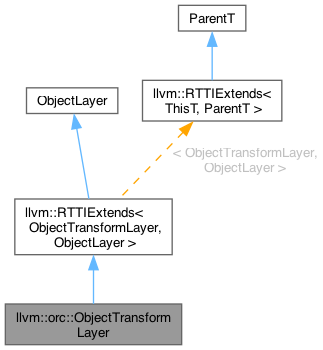 ParentT
ObjectLayer
llvm::RTTIExtends<
ThisT, ParentT >
< ObjectTransformLayer,
ObjectLayer >
llvm::RTTIExtends<
ObjectTransformLayer,
ObjectLayer >
llvm::orc::ObjectTransform
Layer